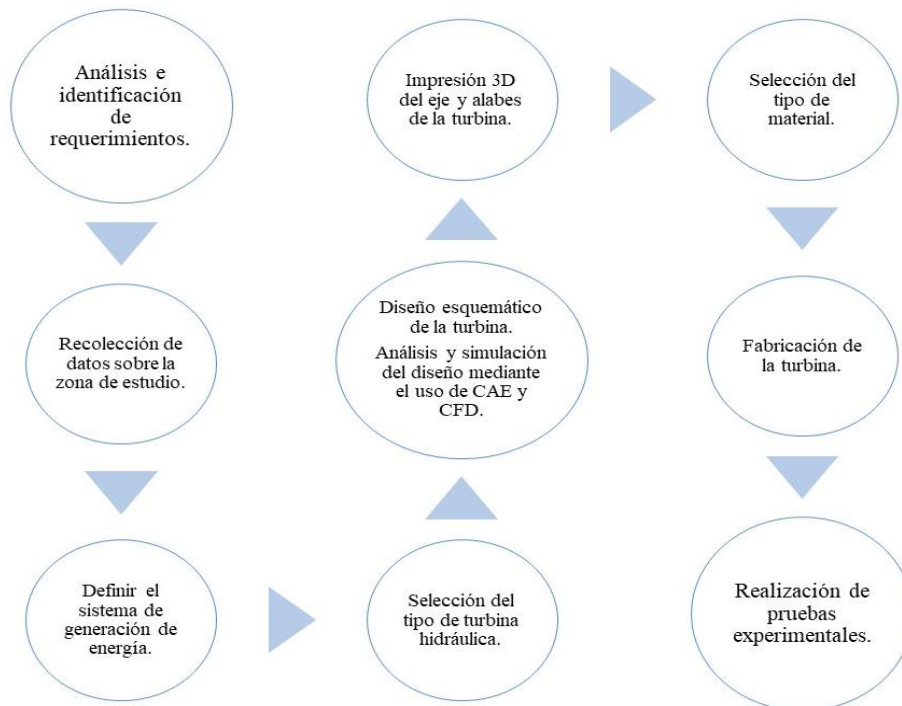 Análisis e
identificación
de
requerimientos.
Recolección de
datos sobre la
zona de estudio.
Definir el
sistema de
generación de
energía.
Selección del
tipo de turbina
hidráulica.
Diseño esquemático
de la turbina.
Análisis y simulación
del diseño mediante
el uso de CAE y
CFD.
Impresión 3D
del eje y alabes
de la turbina.
Selección del
tipo de
material.
Fabricación de
la turbina.
Realización de
pruebas
experimentales.